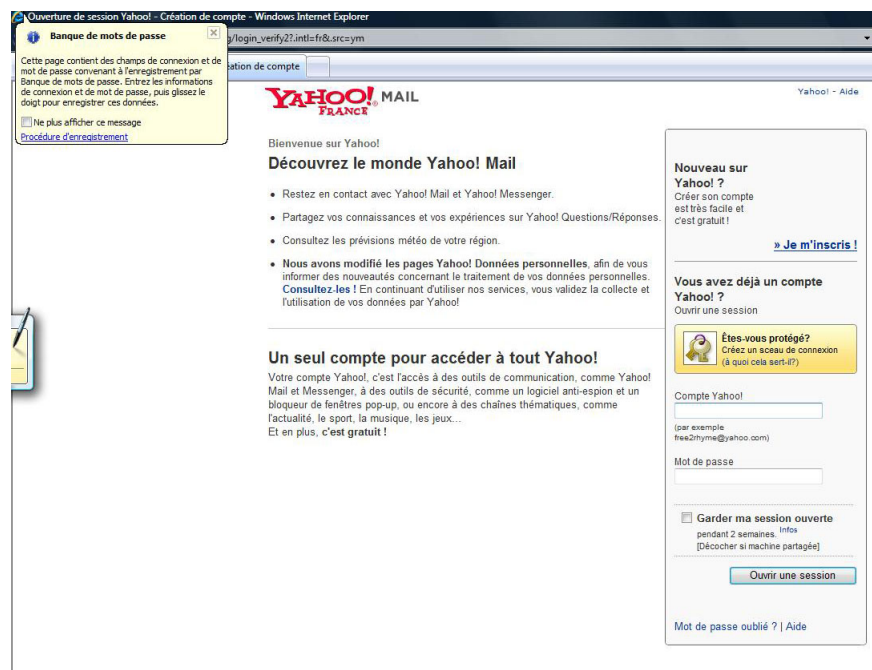 Ouverture de session Yahoo! - Création de compte - Windows Internet Explorer
/login_verify2?.intl=fr&.src=ym
Banque de mots de passe
Cette page contient des champs de connexion et de
mot de passe convenant à l'enregistrement par
Banque de mots de passe. Entrez les informations
de connexion et de mot de passe, puis glissez le
doigt pour enregistrer ces données.
Ne plus afficher ce message
Procédure d'enregistrement
ation de compte
YAHOO! MAIL
FRANCE
Yahoo! - Aide
Bienvenue sur Yahoo!
Découvrez le monde Yahoo! Mail
• Restez en contact avec Yahoo! Mail et Yahoo! Messenger.
• Partagez vos connaissances et vos expériences sur Yahoo! Questions/Réponses.
• Consultez les prévisions météo de votre région.
• Nous avons modifié les pages Yahoo! Données personnelles, afin de vous
informer des nouveautés concernant le traitement de vos données personnelles.
Consultez-les ! En continuant d'utiliser nos services, vous validez la collecte et
l'utilisation de vos données par Yahoo!
Un seul compte pour accéder à tout Yahoo!
Votre compte Yahoo!, c'est l'accès à des outils de communication, comme Yahoo!
Mail et Messenger, à des outils de sécurité, comme un logiciel anti-espion et un
bloqueur de fenêtres pop-up, ou encore à des chaînes thématiques, comme
l'actualité, le sport, la musique, les jeux...
Et en plus, c'est gratuit !
Nouveau sur
Yahoo! ?
Créer son compte
est très facile et
c'est gratuit !
» Je m'inscris !
Vous avez déjà un compte
Yahoo! ?
Ouvrir une session
Êtes-vous protégé?
Créez un sceau de connexion
(à quoi cela sert-il?)
Compte Yahoo!
(par exemple
free2rhyme@yahoo.com)
Mot de passe
Garder ma session ouverte
pendant 2 semaines. Infos
[Décocher si machine partagée]
Ouvrir une session
Mot de passe oublié ? | Aide